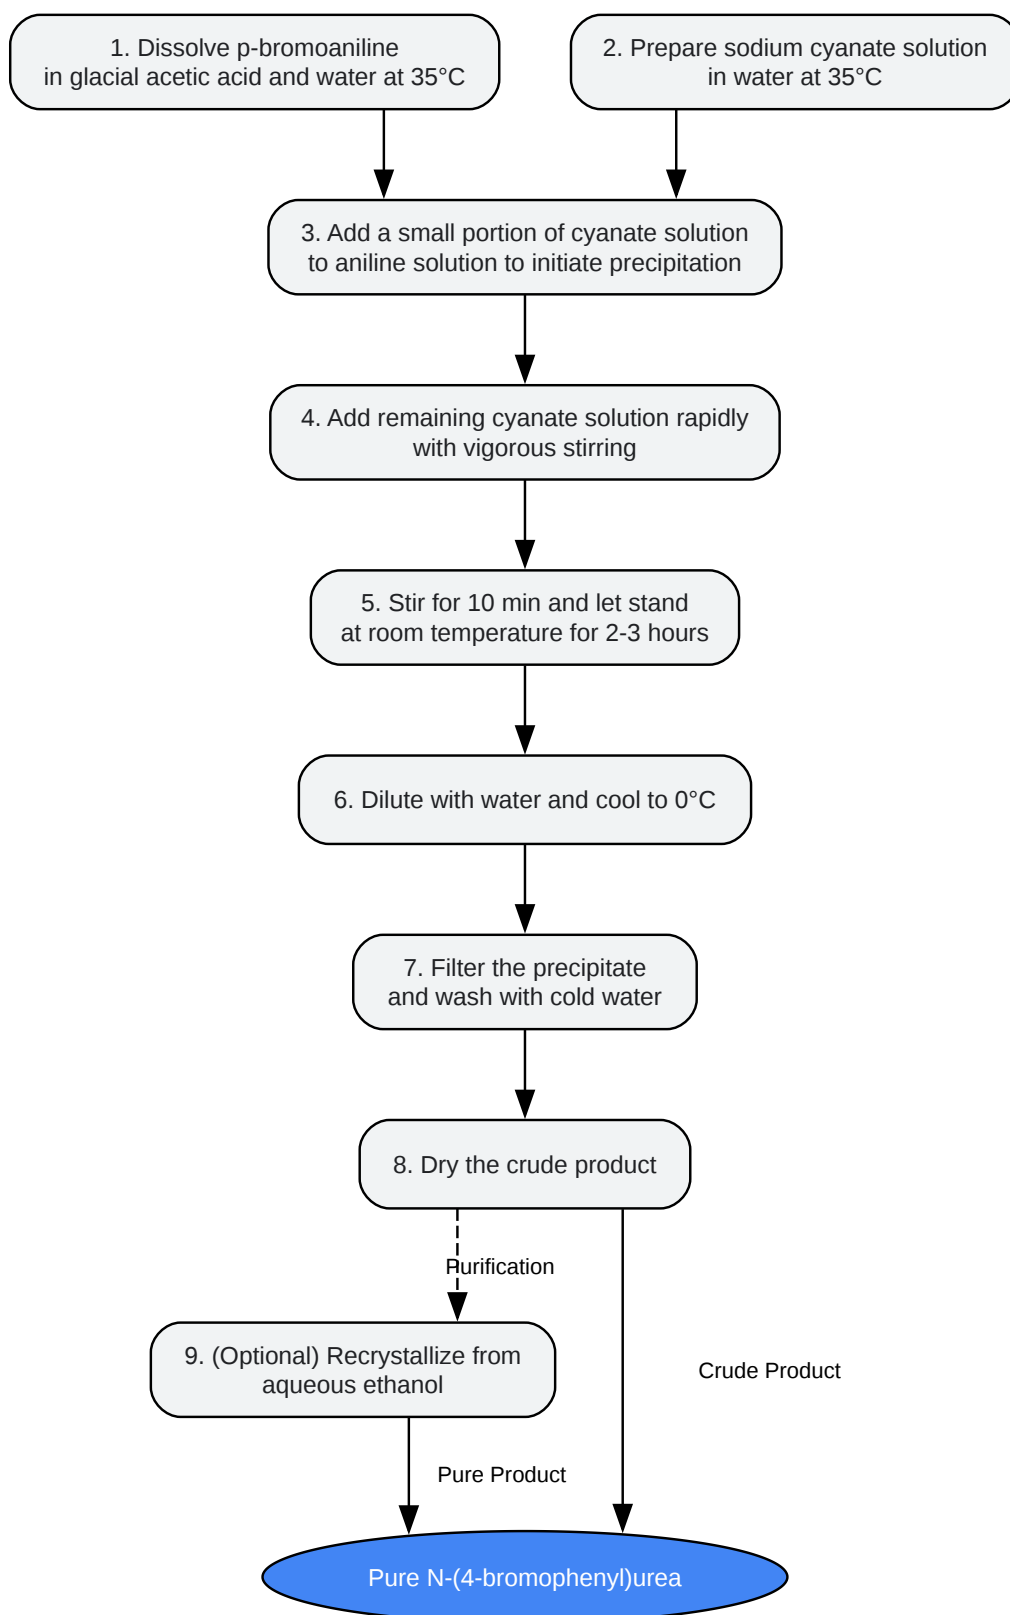 1. Dissolve p-bromoaniline
in glacial acetic acid and water at 35°C
2. Prepare sodium cyanate solution
in water at 35°C
3. Add a small portion of cyanate solution
to aniline solution to initiate precipitation
4. Add remaining cyanate solution rapidly
with vigorous stirring
5. Stir for 10 min and let stand
at room temperature for 2-3 hours
6. Dilute with water and cool to 0°C
7. Filter the precipitate
and wash with cold water
8. Dry the crude product
Purification
9. (Optional) Recrystallize from
aqueous ethanol
Crude Product
Pure Product
Pure N-(4-bromophenyl)urea